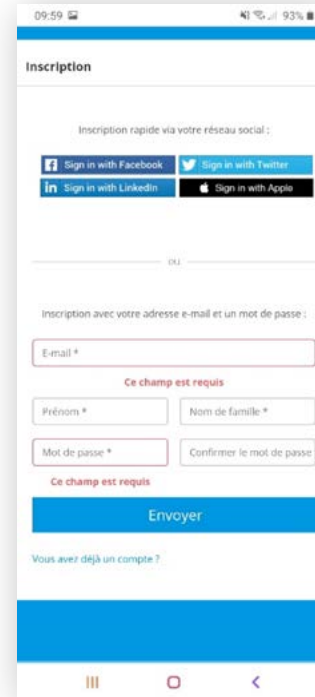 09:59 93%
Inscription
Inscription rapide via votre réseau social :
Sign in with Facebook Sign in with Twitter
in Sign in with LinkedIn Sign in with Apple
ou
Inscription avec votre adresse e-mail et un mot de passe :
E-mail *
Ce champ est requis
Prénom * Nom de famille *
Mot de passe * Confirmer le mot de passe
Ce champ est requis
Envoyer
Vous avez déjà un compte ?